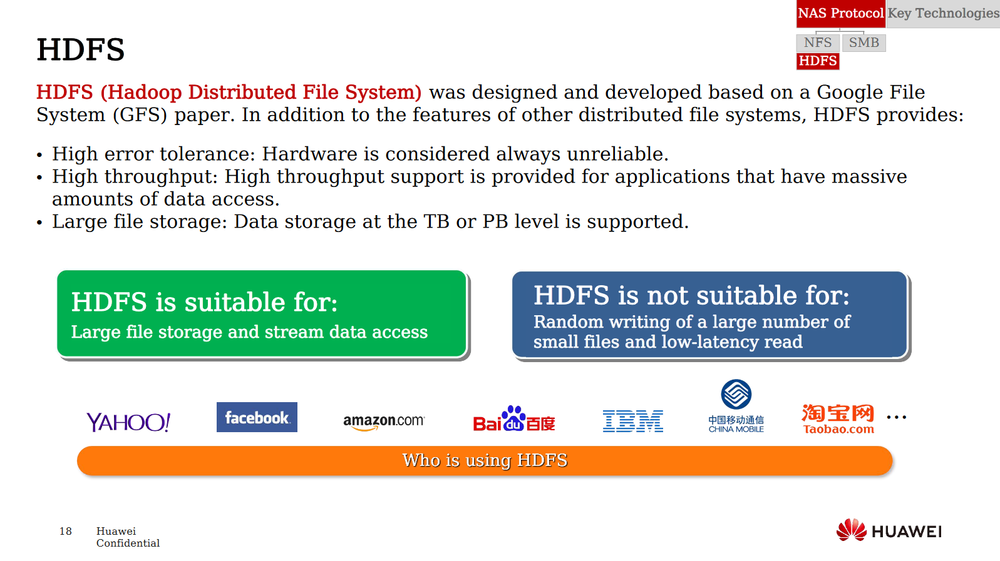 NAS Protocol Key Technologies
NFS SMB
HDFS
HDFS
HDFS (Hadoop Distributed File System) was designed and developed based on a Google File
System (GFS) paper. In addition to the features of other distributed file systems, HDFS provides:
• High error tolerance: Hardware is considered always unreliable.
• High throughput: High throughput support is provided for applications that have massive
amounts of data access.
• Large file storage: Data storage at the TB or PB level is supported.
HDFS is suitable for:
Large file storage and stream data access
HDFS is not suitable for:
Random writing of a large number of
small files and low-latency read
YAHOO!
facebook
amazon.com
Baidu百度
IBM
中国移动通信
CHINA MOBILE
淘宝网
Taobao.com
...
Who is using HDFS
18
Huawei
Confidential
HUAWEI